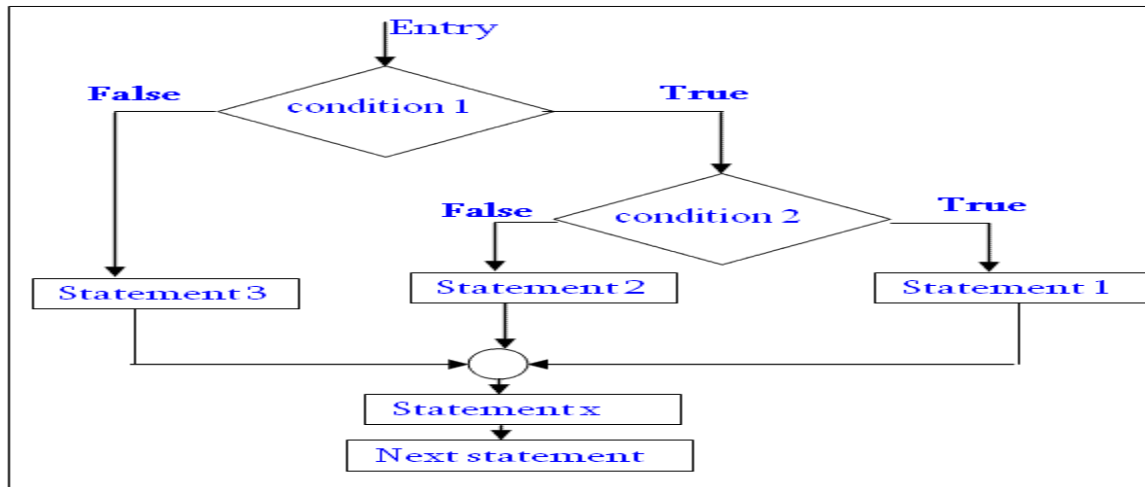 Entry
False
condition 1
True
False
condition 2
True
Statement 3
Statement 2
Statement 1
Statement x
Next statement